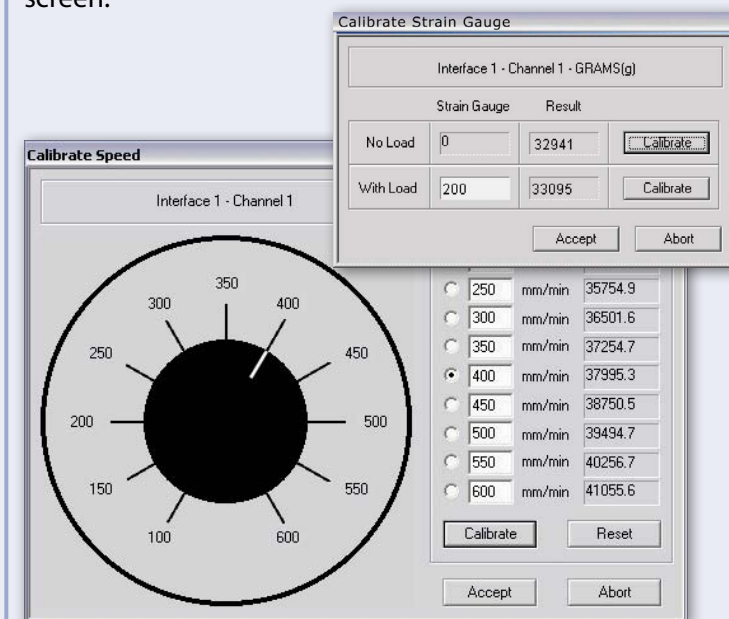 screen.
Calibrate Strain Gauge
Interface 1 - Channel 1 - GRAMS(g)
Strain Gauge Result
No Load 0 32941 Calibrate
With Load 200 33095 Calibrate
Accept Abort
Calibrate Speed
Interface 1 - Channel 1
350
300 400
250 450
200 500
150 550
100 600
250 mm/min 35754.9
300 mm/min 36501.6
350 mm/min 37254.7
400 mm/min 37995.3
450 mm/min 38750.5
500 mm/min 39494.7
550 mm/min 40256.7
600 mm/min 41055.6
Calibrate Reset
Accept Abort